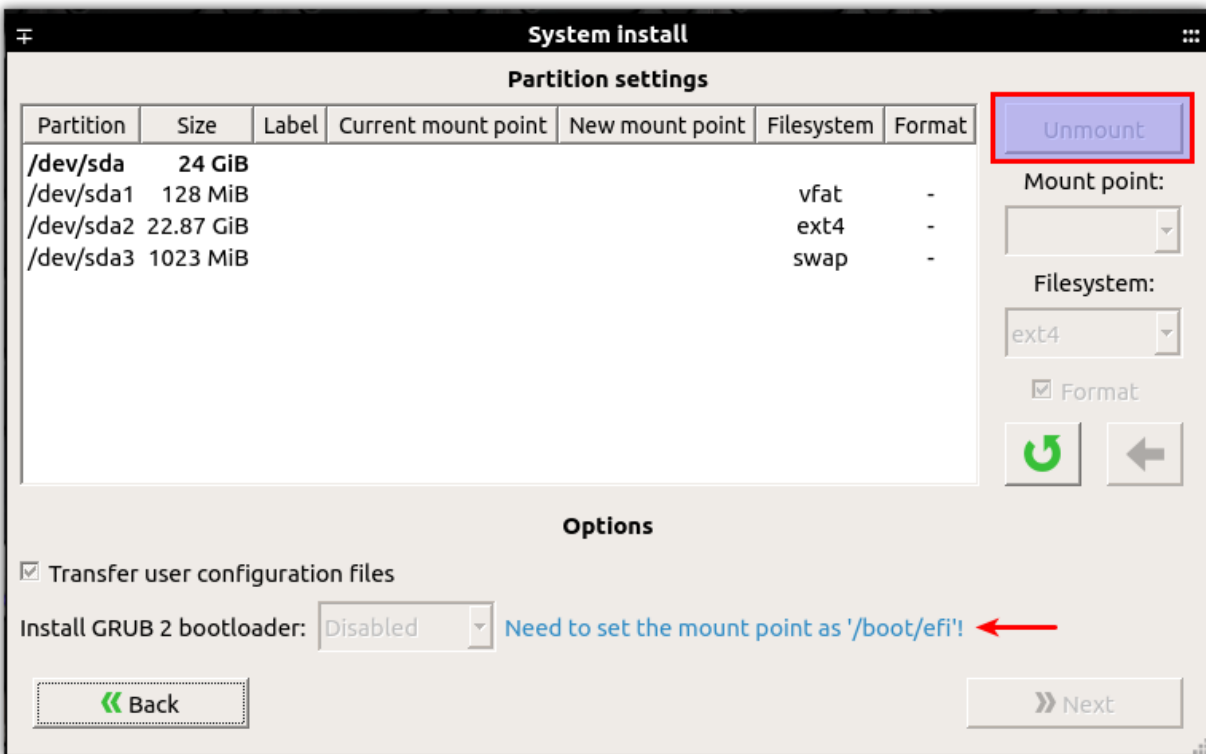 System install
Partition settings
Partition Size Label Current mount point New mount point Filesystem Format
Unmount
/dev/sda 24 GiB
/dev/sda1 128 MiB vfat -
/dev/sda2 22.87 GiB ext4 -
/dev/sda3 1023 MiB swap -
Mount point:
Filesystem:
ext4
Format
Options
Transfer user configuration files
Install GRUB 2 bootloader: Disabled Need to set the mount point as '/boot/efi'!
Back
Next